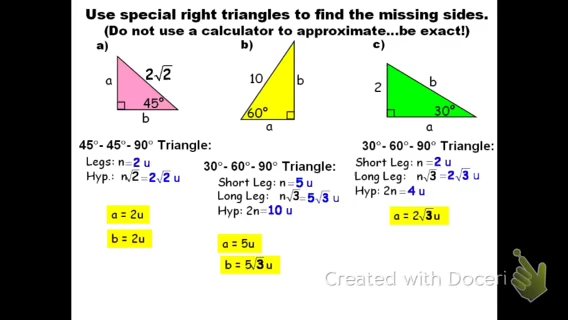 Use special right triangles to find the missing sides.
(Do not use a calculator to approximate...be exact!)
a)
a
2√2
45°
b
45°- 45°- 90° Triangle:
Legs: n = 2 u
Hyp.: n√2 = 2√2 u
a = 2u
b = 2u
b)
10
b
60°
a
30°- 60°- 90° Triangle:
Short Leg: n = 5 u
Long Leg: n√3 = 5√3 u
Hyp: 2n = 10 u
a = 5u
b = 5√3 u
c)
2
b
30°
a
30°- 60°- 90° Triangle:
Short Leg: n = 2 u
Long Leg: n√3 = 2√3 u
Hyp: 2n = 4 u
a = 2√3 u
Created with Doceri